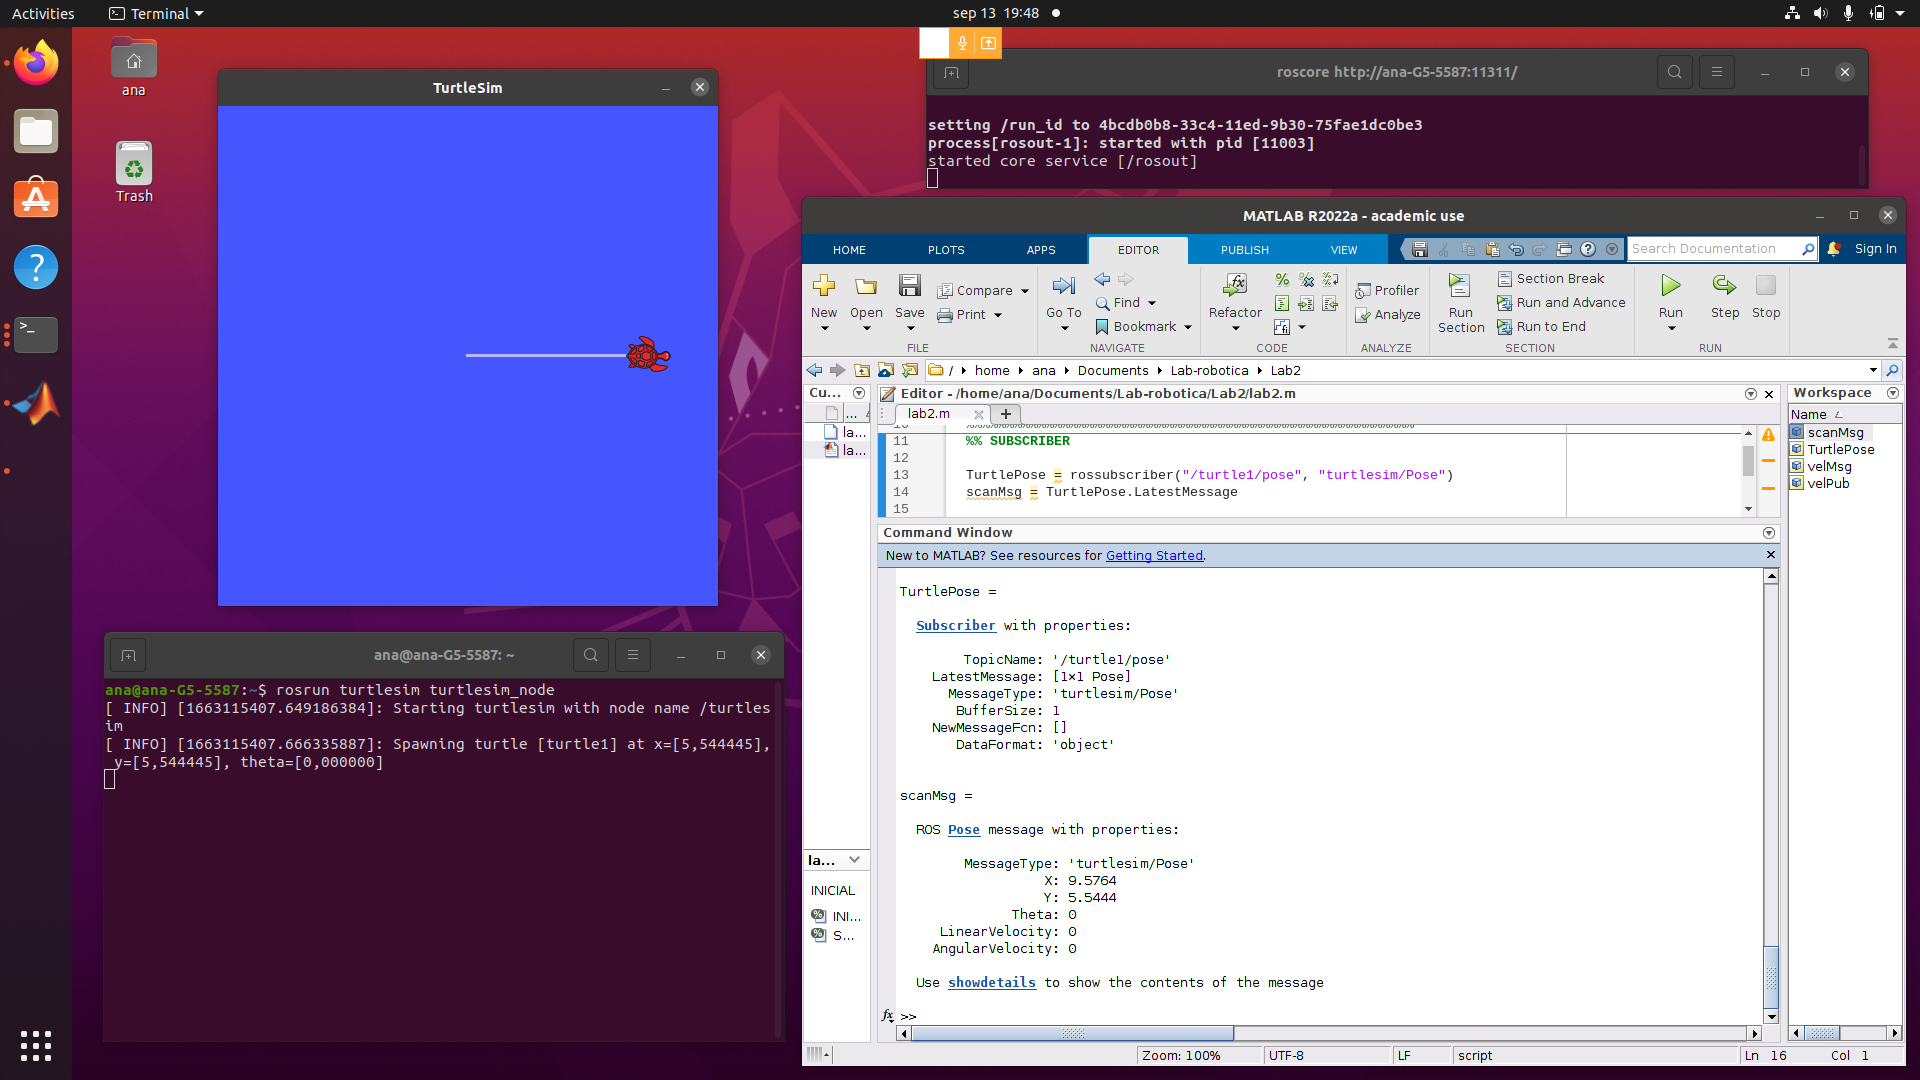 Activities
Terminal
sep 13 19:48
ana
Trash
TurtleSim
roscore http://ana-G5-5587:11311/
setting /run_id to 4bcdb0b8-33c4-11ed-9b30-75fae1dc0be3
process[rosout-1]: started with pid [11003]
started core service [/rosout]
ana@ana-G5-5587: ~
ana@ana-G5-5587:~$ rosrun turtlesim turtlesim_node
[ INFO] [1663115407.649186384]: Starting turtlesim with node name /turtles
im
[ INFO] [1663115407.666335887]: Spawning turtle [turtle1] at x=[5,544445],
y=[5,544445], theta=[0,000000]
MATLAB R2022a - academic use
HOME PLOTS APPS EDITOR PUBLISH VIEW
Search Documentation
Sign In
New Open Save
Compare
Print
FILE
Go To
Find
Bookmark
NAVIGATE
Refactor
CODE
Profiler
Analyze
ANALYZE
Run
Section
Section Break
Run and Advance
Run to End
SECTION
Run Step Stop
RUN
/ home ana Documents Lab-robotica Lab2
Cu...
...
la...
la...
la...
INICIAL
INI...
S...
Editor - /home/ana/Documents/Lab-robotica/Lab2/lab2.m
lab2.m
11 %% SUBSCRIBER
12
13 TurtlePose = rossubscriber("/turtle1/pose", "turtlesim/Pose")
14 scanMsg = TurtlePose.LatestMessage
15
Command Window
New to MATLAB? See resources for Getting Started.
TurtlePose =
Subscriber with properties:
TopicName: '/turtle1/pose'
LatestMessage: [1×1 Pose]
MessageType: 'turtlesim/Pose'
BufferSize: 1
NewMessageFcn: []
DataFormat: 'object'
scanMsg =
ROS Pose message with properties:
MessageType: 'turtlesim/Pose'
X: 9.5764
Y: 5.5444
Theta: 0
LinearVelocity: 0
AngularVelocity: 0
Use showdetails to show the contents of the message
fx >>
Workspace
Name
scanMsg
TurtlePose
velMsg
velPub
Zoom: 100%
UTF-8
LF
script
Ln 16 Col 1